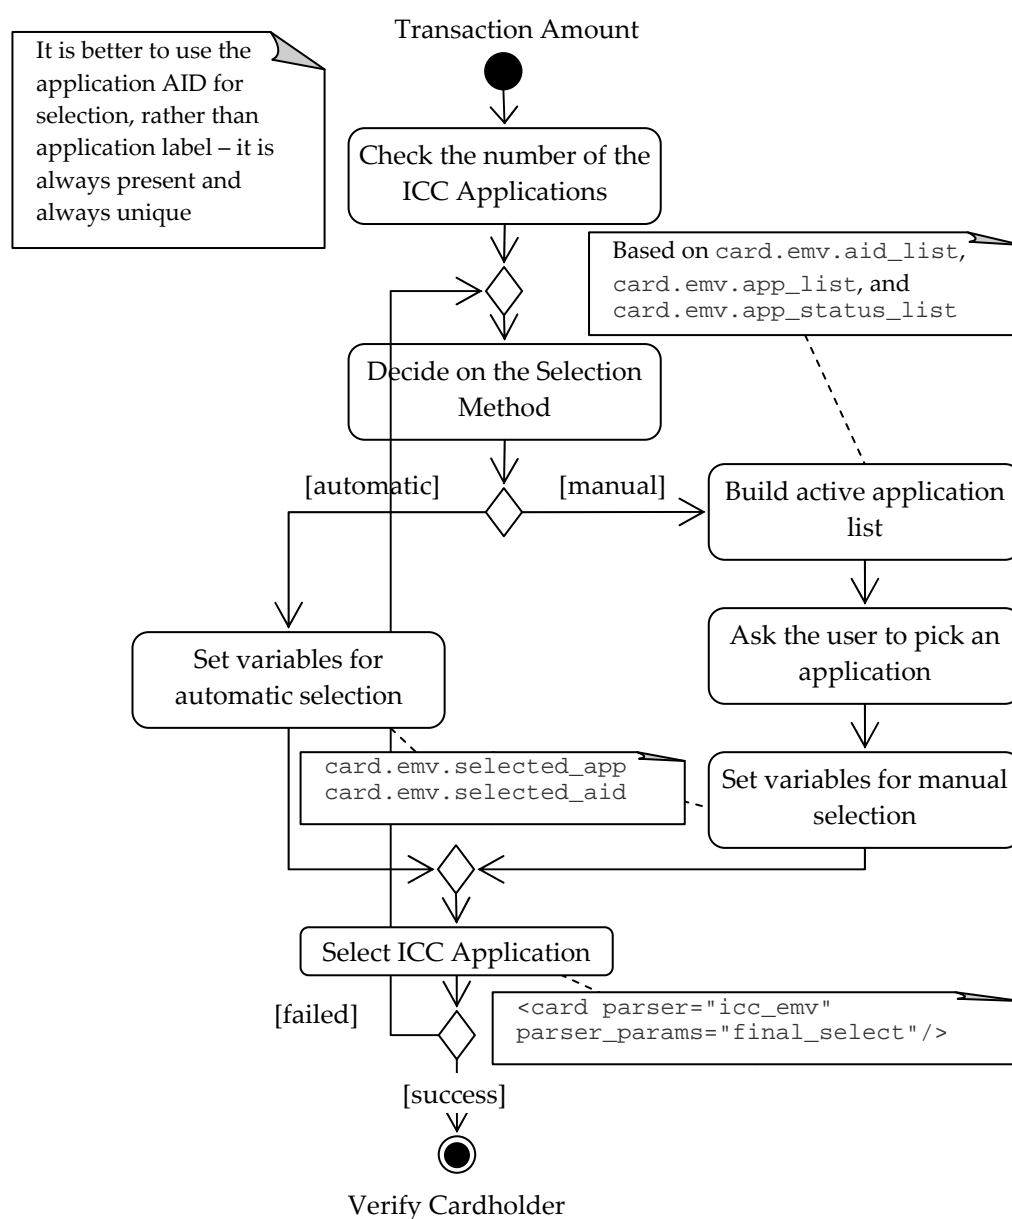 Transaction Amount
It is better to use the
application AID for
selection, rather than
application label – it is
always present and
always unique
Check the number of the
ICC Applications
Based on card.emv.aid_list,
card.emv.app_list, and
card.emv.app_status_list
Decide on the Selection
Method
[automatic]
[manual]
Build active application
list
Ask the user to pick an
application
Set variables for
automatic selection
card.emv.selected_app
card.emv.selected_aid
Set variables for manual
selection
Select ICC Application
[failed]
<card parser="icc_emv"
parser_params="final_select"/>
[success]
Verify Cardholder